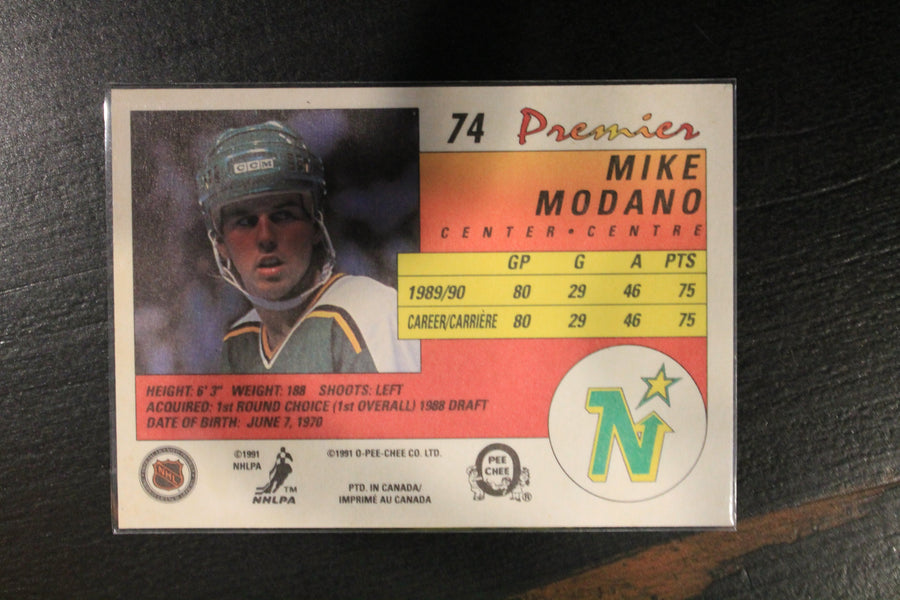 74 Premier
MIKE
MODANO
CENTER • CENTRE
GP G A PTS
1989/90 80 29 46 75
CAREER/CARRIÈRE 80 29 46 75
CCM
HEIGHT: 6' 3" WEIGHT: 188 SHOOTS: LEFT
ACQUIRED: 1st ROUND CHOICE (1st OVERALL) 1988 DRAFT
DATE OF BIRTH: JUNE 7, 1970
N
NHL
©1991
NHLPA
TM
NHLPA
©1991 O-PEE-CHEE CO. LTD.
PTD. IN CANADA/
IMPRIMÉ AU CANADA
O
PEE
CHEE
®